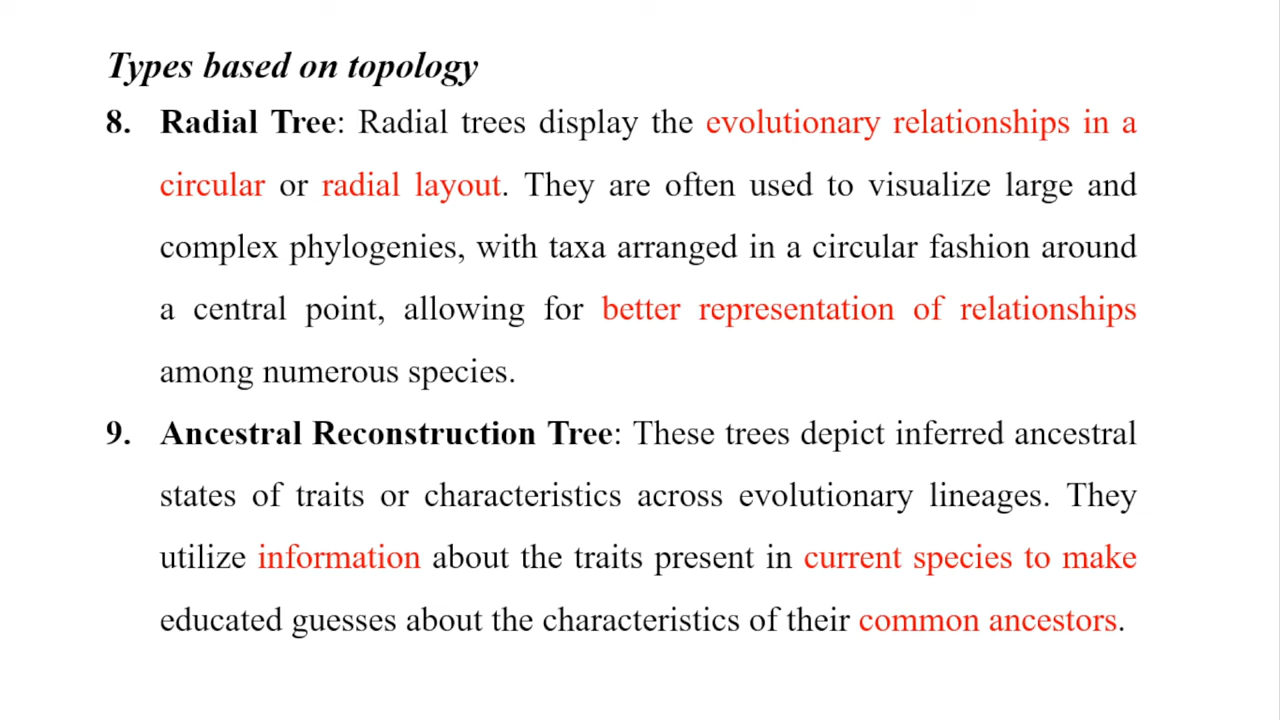 Types based on topology
8. Radial Tree: Radial trees display the evolutionary relationships in a
circular or radial layout. They are often used to visualize large and
complex phylogenies, with taxa arranged in a circular fashion around
a central point, allowing for better representation of relationships
among numerous species.
9. Ancestral Reconstruction Tree: These trees depict inferred ancestral
states of traits or characteristics across evolutionary lineages. They
utilize information about the traits present in current species to make
educated guesses about the characteristics of their common ancestors.